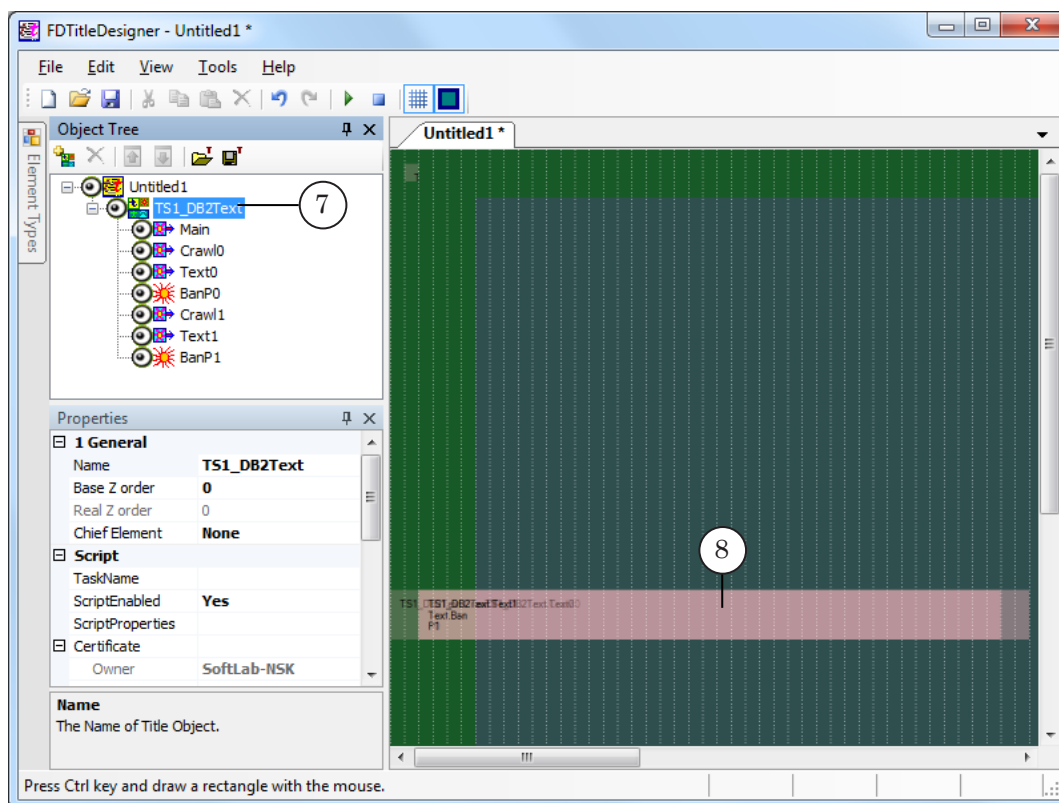 FDTitleDesigner - Untitled1 *
File Edit View Tools Help
Element Types
Object Tree
Untitled1
TS1_DB2Text
Main
Crawl0
Text0
BanP0
Crawl1
Text1
BanP1
7
Properties
1 General
Name TS1_DB2Text
Base Z order 0
Real Z order 0
Chief Element None
Script
TaskName
ScriptEnabled Yes
ScriptProperties
Certificate
Owner SoftLab-NSK
Name
The Name of Title Object.
Untitled1 *
8
Text.Ban
P1
Press Ctrl key and draw a rectangle with the mouse.